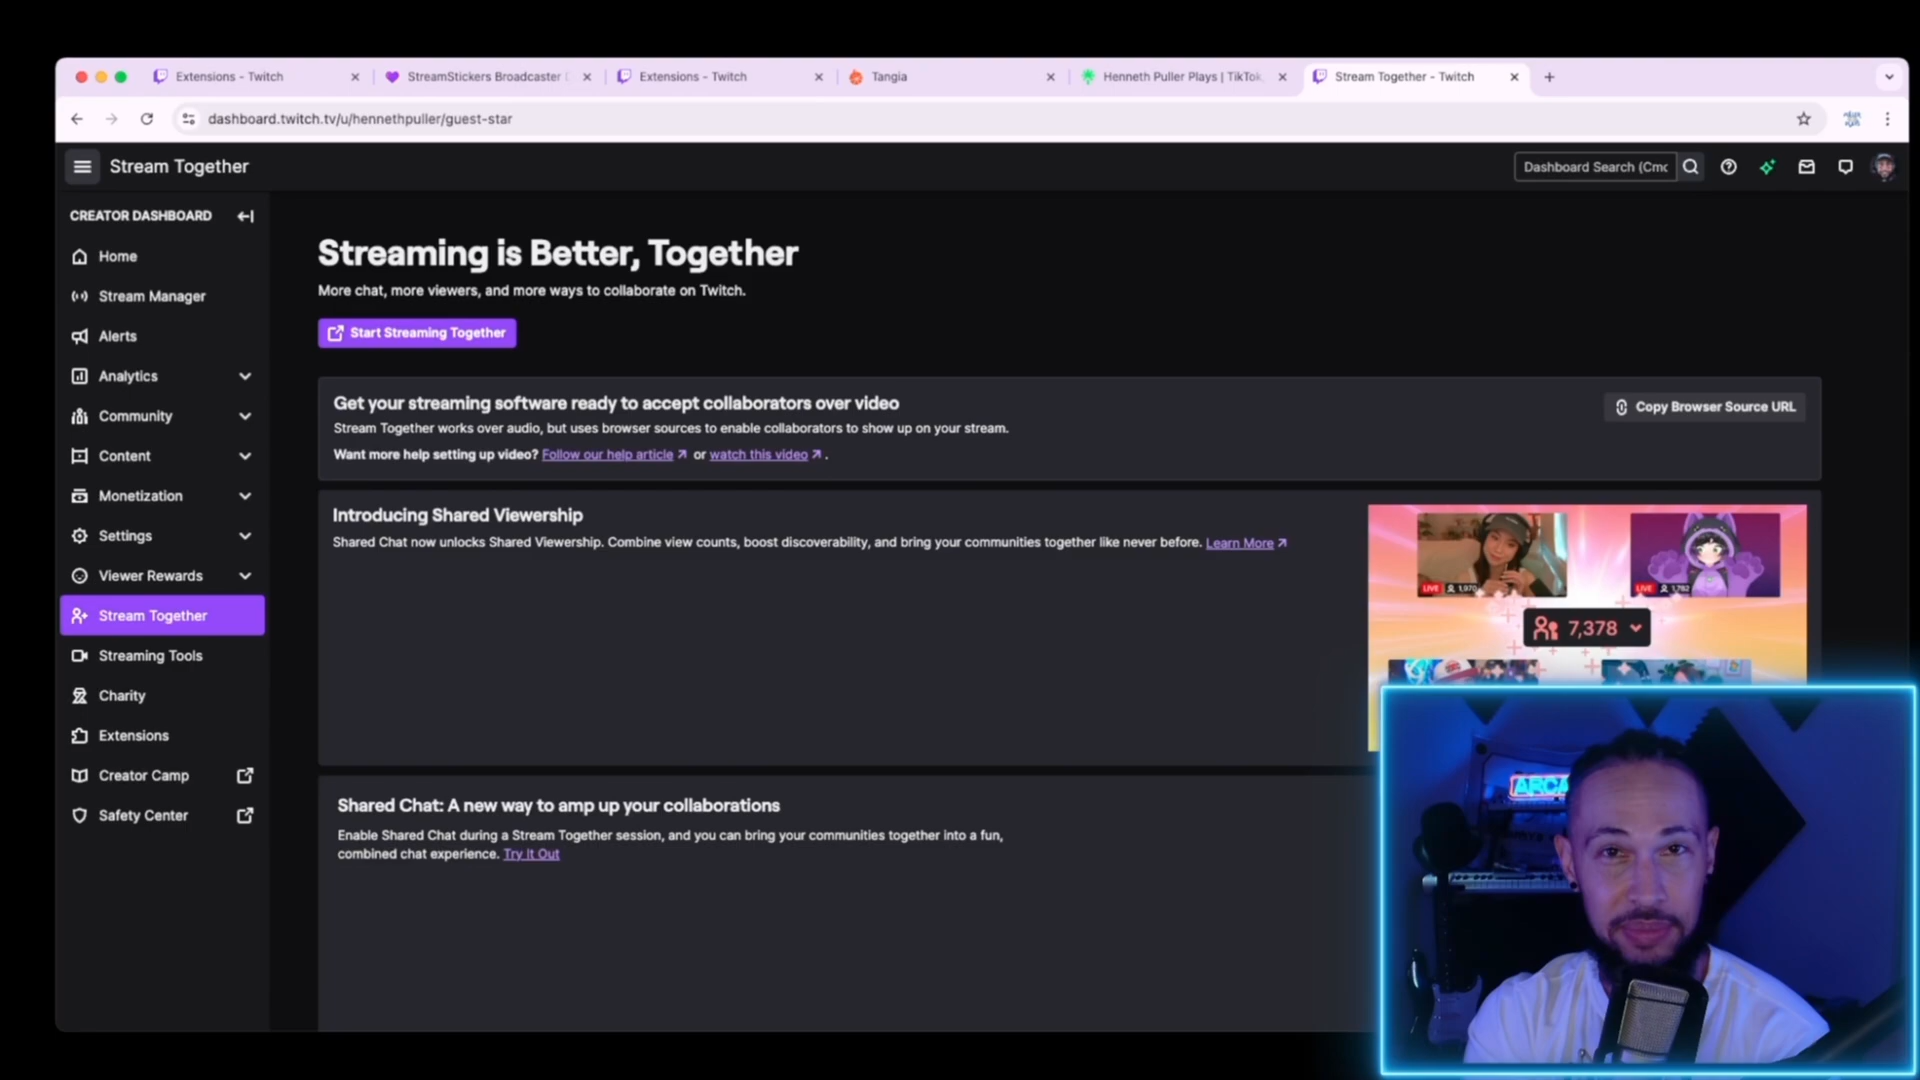 Extensions - Twitch
StreamStickers Broadcaster
Extensions - Twitch
Tangia
Henneth Puller Plays | TikTok
Stream Together - Twitch
dashboard.twitch.tv/u/hennethpuller/guest-star
Stream Together
Dashboard Search (Cmd
CREATOR DASHBOARD
Home
Stream Manager
Alerts
Analytics
Community
Content
Monetization
Settings
Viewer Rewards
Stream Together
Streaming Tools
Charity
Extensions
Creator Camp
Safety Center
Streaming is Better, Together
More chat, more viewers, and more ways to collaborate on Twitch.
Start Streaming Together
Get your streaming software ready to accept collaborators over video
Copy Browser Source URL
Stream Together works over audio, but uses browser sources to enable collaborators to show up on your stream.
Want more help setting up video? Follow our help article or watch this video .
Introducing Shared Viewership
Shared Chat now unlocks Shared Viewership. Combine view counts, boost discoverability, and bring your communities together like never before. Learn More
LIVE 1,970
LIVE 1,782
7,378
Shared Chat: A new way to amp up your collaborations
Enable Shared Chat during a Stream Together session, and you can bring your communities together into a fun,
combined chat experience. Try It Out
ARCA